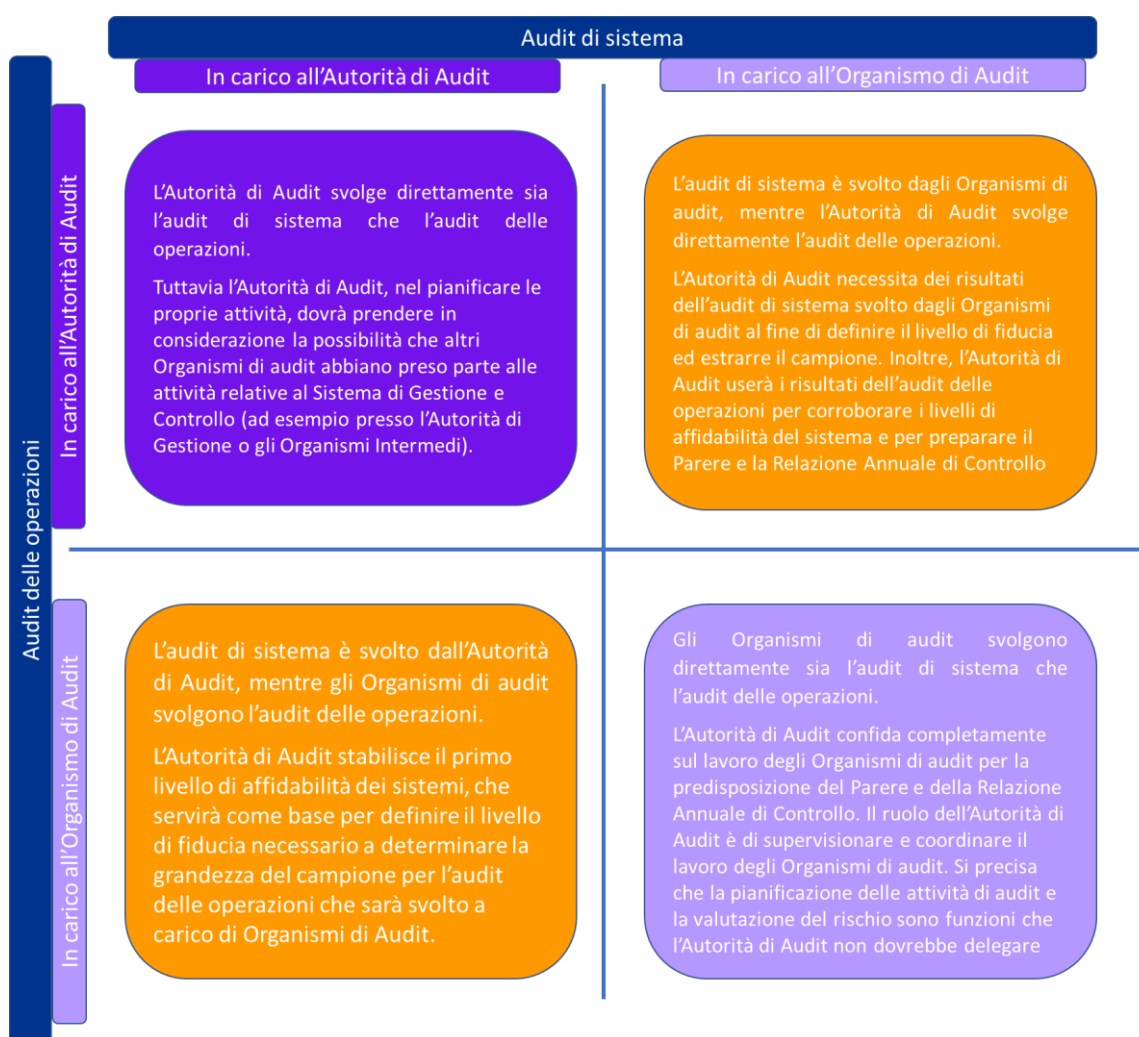 Audit di sistema
In carico all'Autorità di Audit
In carico all'Organismo di Audit
Audit delle operazioni
In carico all'Autorità di Audit
L'Autorità di Audit svolge direttamente sia
l'audit di sistema che l'audit delle
operazioni.
Tuttavia l'Autorità di Audit, nel pianificare le
proprie attività, dovrà prendere in
considerazione la possibilità che altri
Organismi di audit abbiano preso parte alle
attività relative al Sistema di Gestione e
Controllo (ad esempio presso l'Autorità di
Gestione o gli Organismi Intermedi).
L'audit di sistema è svolto dagli Organismi di
audit, mentre l'Autorità di Audit svolge
direttamente l'audit delle operazioni.
L'Autorità di Audit necessita dei risultati
dell'audit di sistema svolto dagli Organismi
di audit al fine di definire il livello di fiducia
ed estrarre il campione. Inoltre, l'Autorità di
Audit userà i risultati dell'audit delle
operazioni per corroborare i livelli di
affidabilità del sistema e per preparare il
Parere e la Relazione Annuale di Controllo
In carico all'Organismo di Audit
L'audit di sistema è svolto dall'Autorità
di Audit, mentre gli Organismi di audit
svolgono l'audit delle operazioni.
L'Autorità di Audit stabilisce il primo
livello di affidabilità dei sistemi, che
servirà come base per definire il livello
di fiducia necessario a determinare la
grandezza del campione per l'audit
delle operazioni che sarà svolto a
carico di Organismi di Audit.
Gli Organismi di audit svolgono
direttamente sia l'audit di sistema che
l'audit delle operazioni.
L'Autorità di Audit confida completamente
sul lavoro degli Organismi di audit per la
predisposizione del Parere e della Relazione
Annuale di Controllo. Il ruolo dell'Autorità di
Audit è di supervisionare e coordinare il
lavoro degli Organismi di audit. Si precisa
che la pianificazione delle attività di audit e
la valutazione del rischio sono funzioni che
l'Autorità di Audit non dovrebbe delegare